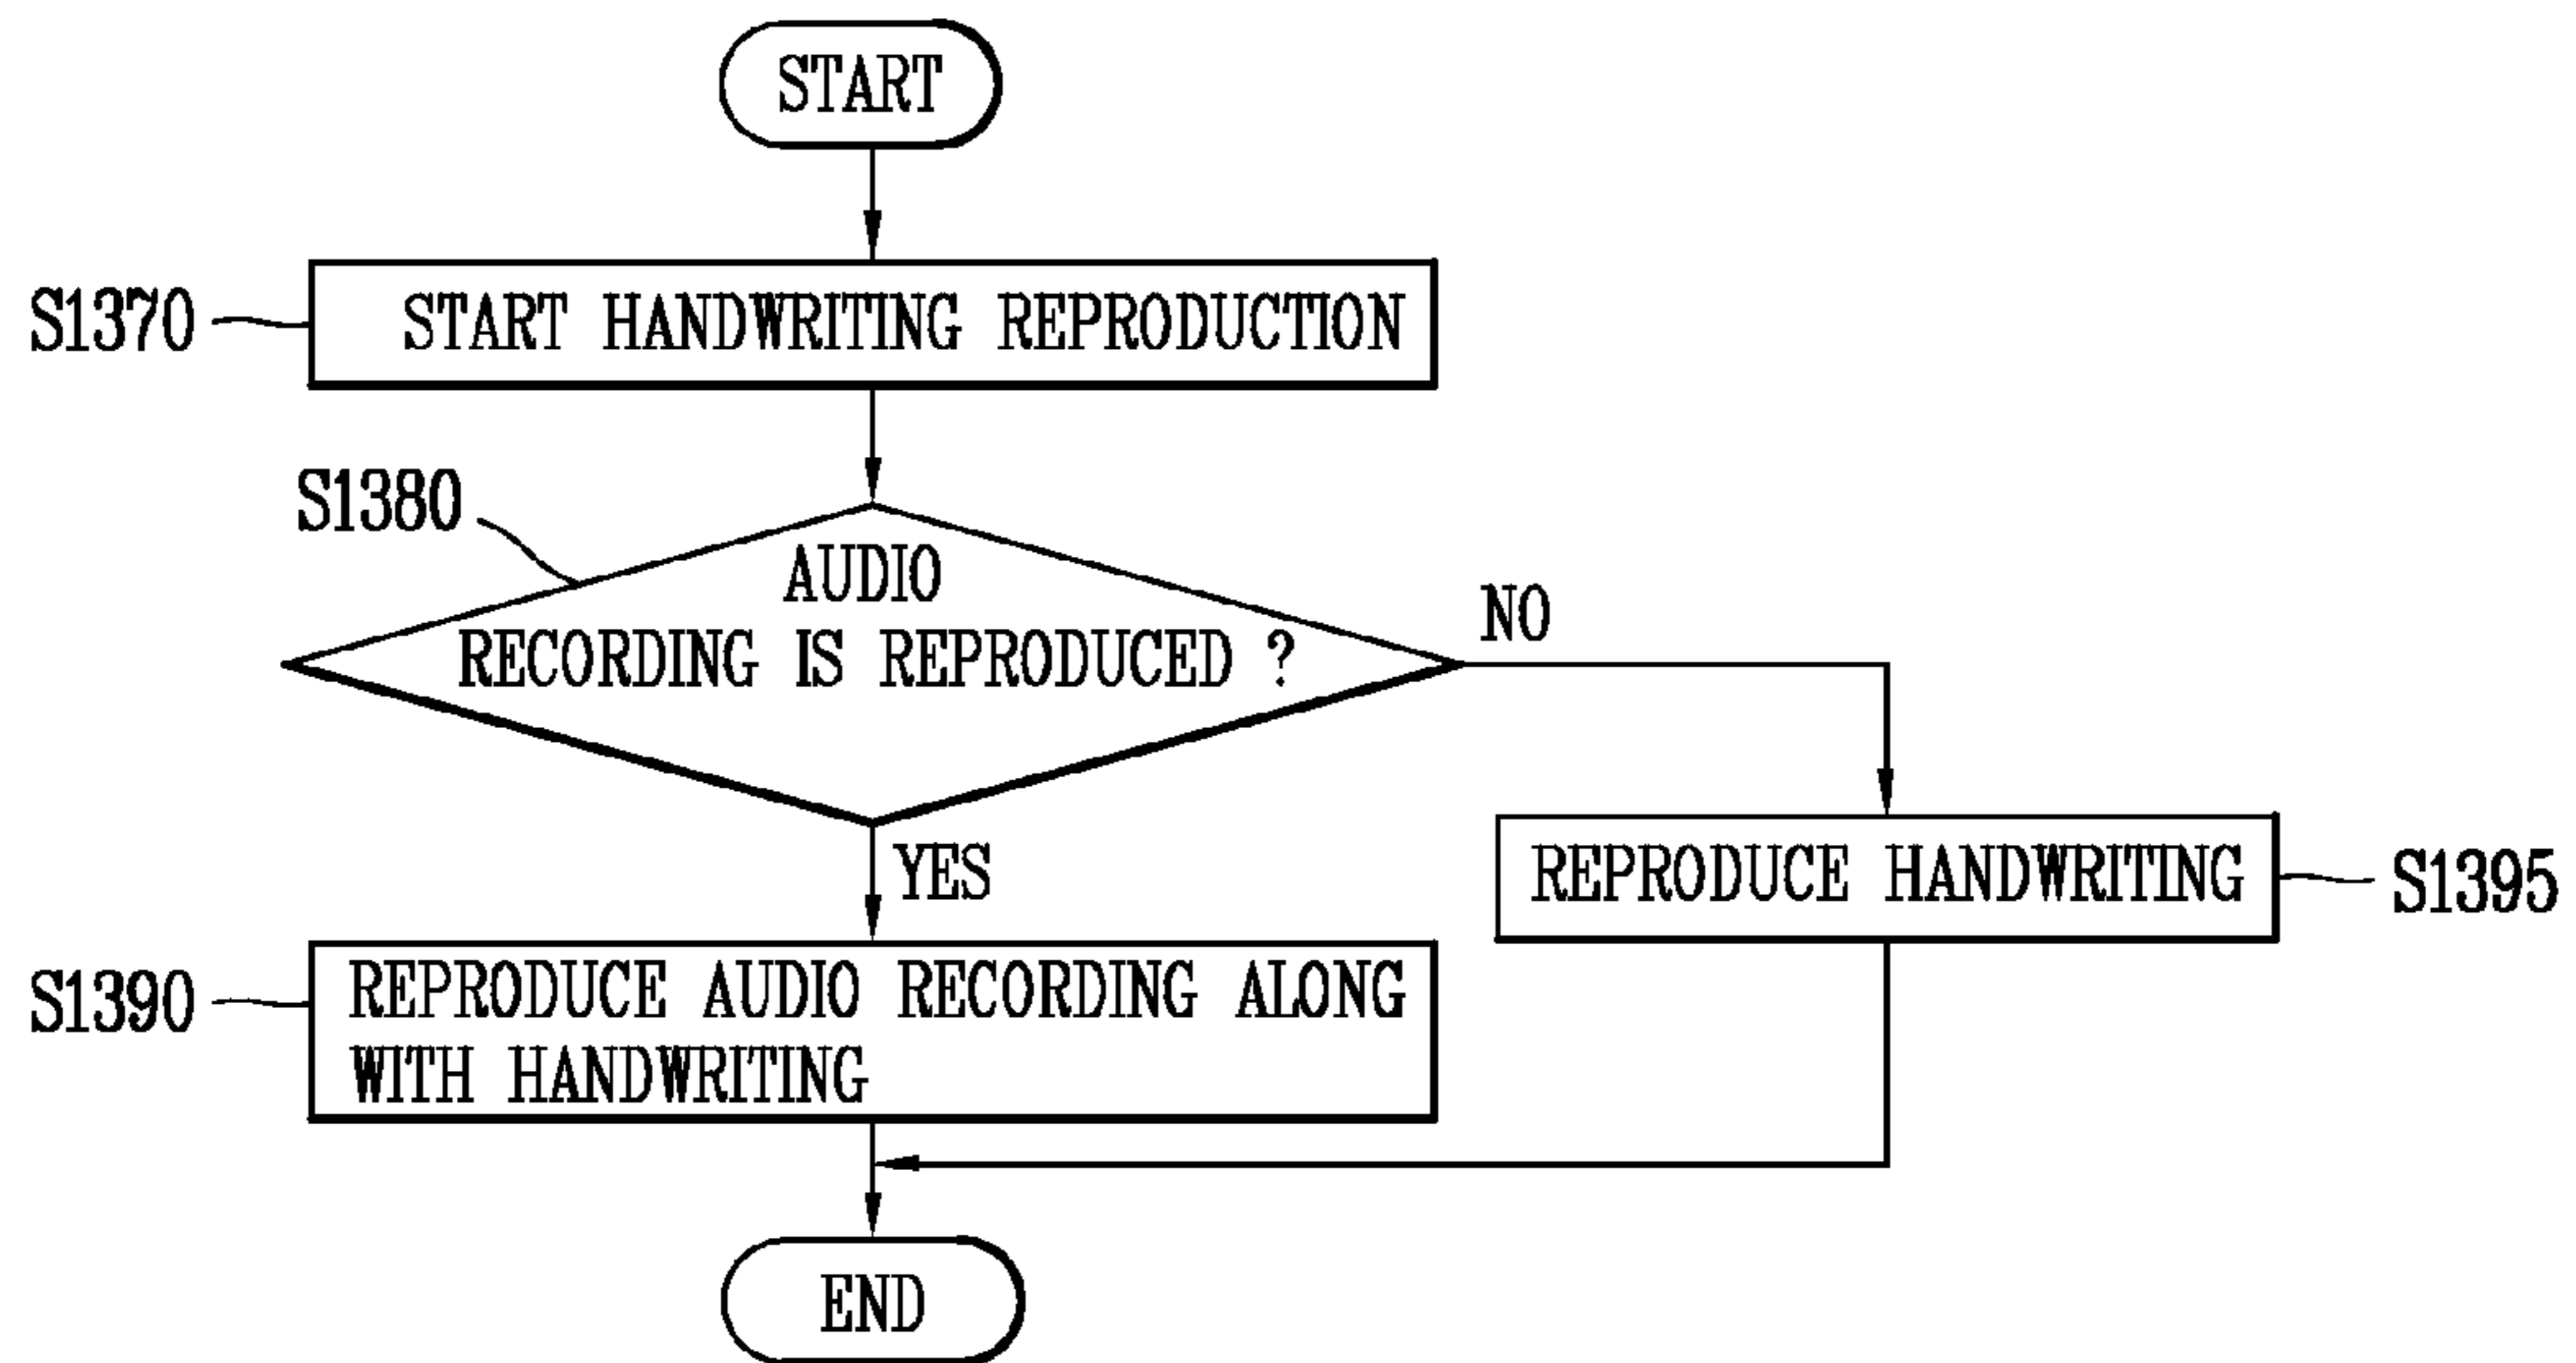 START
S1370
START HANDWRITING REPRODUCTION
S1380
AUDIO
RECORDING IS REPRODUCED ?
NO
YES
REPRODUCE HANDWRITING
S1395
S1390
REPRODUCE AUDIO RECORDING ALONG
WITH HANDWRITING
END